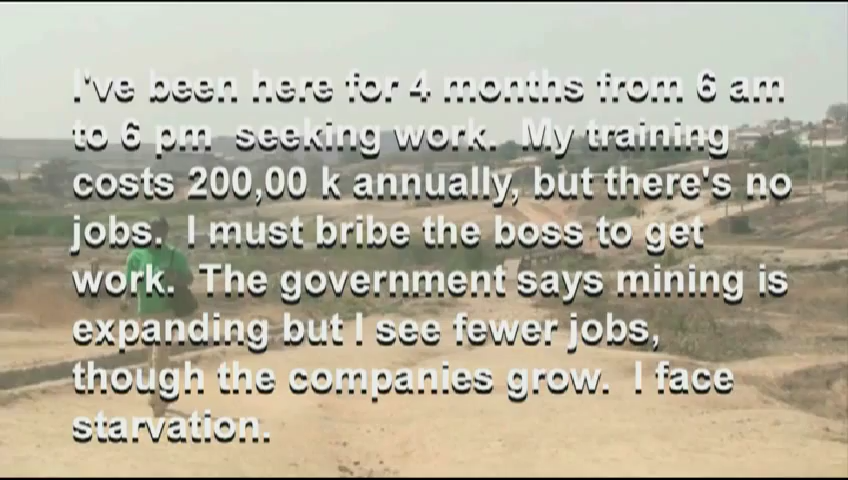 I've been here for 4 months from 6 am
to 6 pm  seeking work.  My training
costs 200,00 k annually, but there's no
jobs.  I must bribe the boss to get
work.  The government says mining is
expanding but I see fewer jobs,
though the companies grow.  I face
starvation.